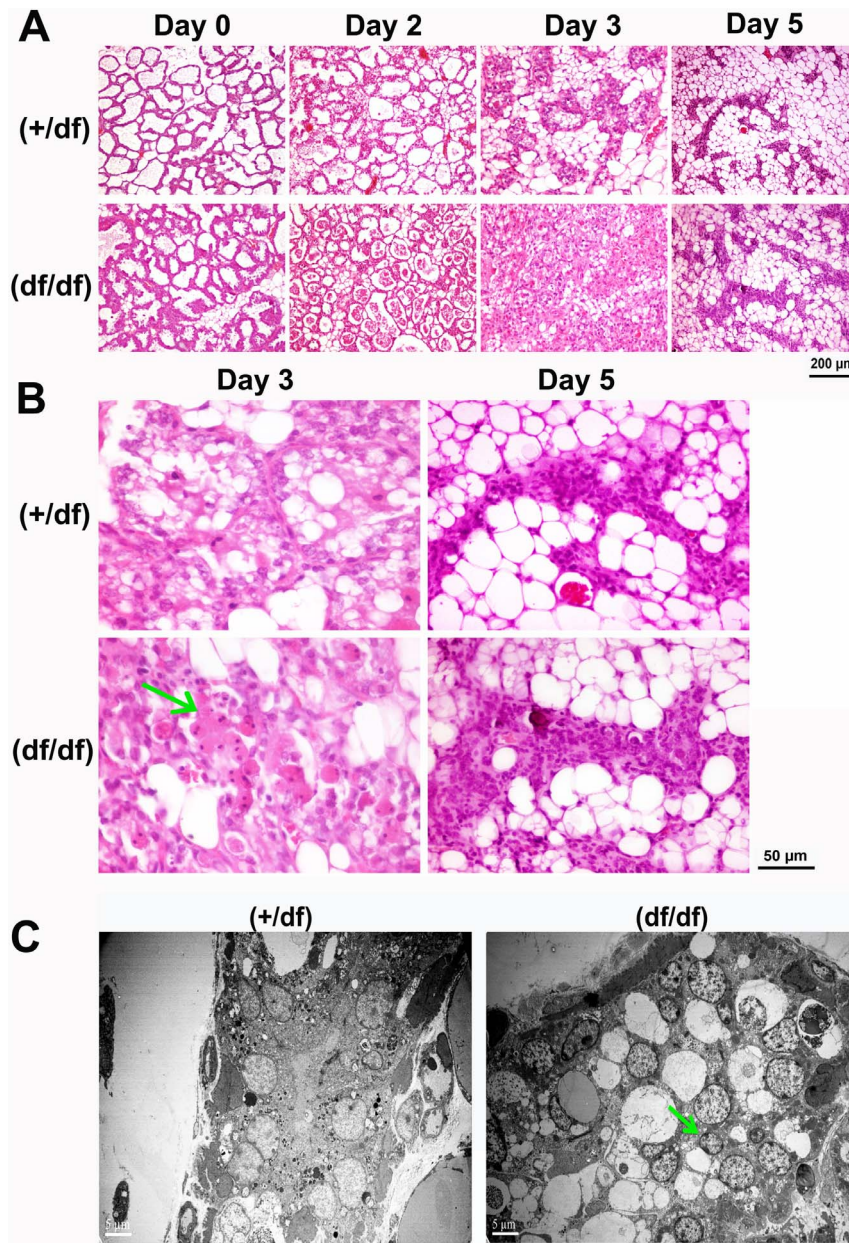 A
Day 0 Day 2 Day 3 Day 5
(+/df)
(df/df)
200 µm
B
Day 3 Day 5
(+/df)
(df/df)
50 µm
C
(+/df) (df/df)
5 µm 5 µm